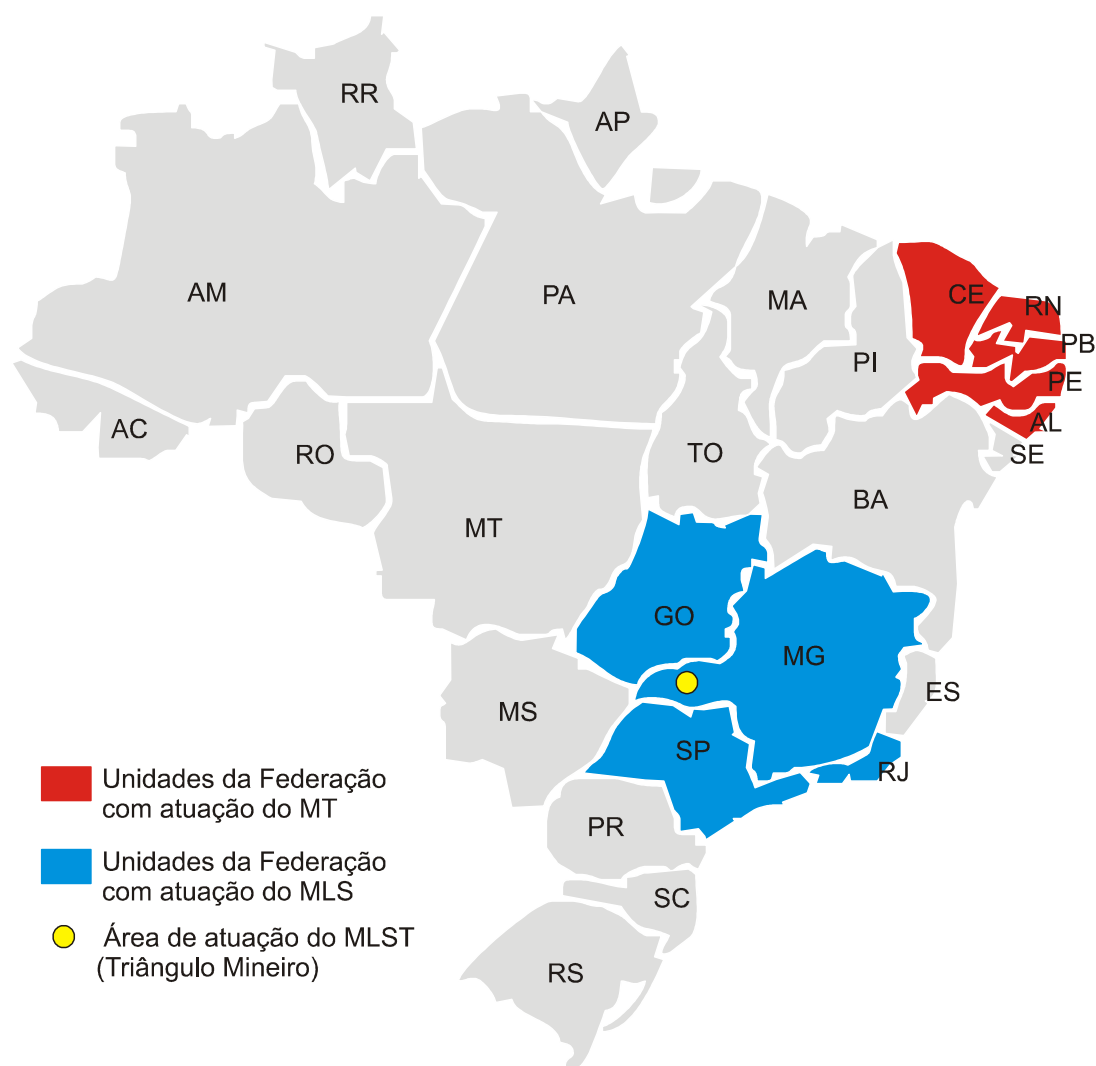 RR
AP
AM
PA
MA
CE
RN
PB
PI
PE
AL
AC
RO
TO
SE
BA
MT
GO
MG
ES
MS
SP
RJ
Unidades da Federação
com atuação do MT
PR
Unidades da Federação
com atuação do MLS
SC
Área de atuação do MLST
(Triângulo Mineiro)
RS